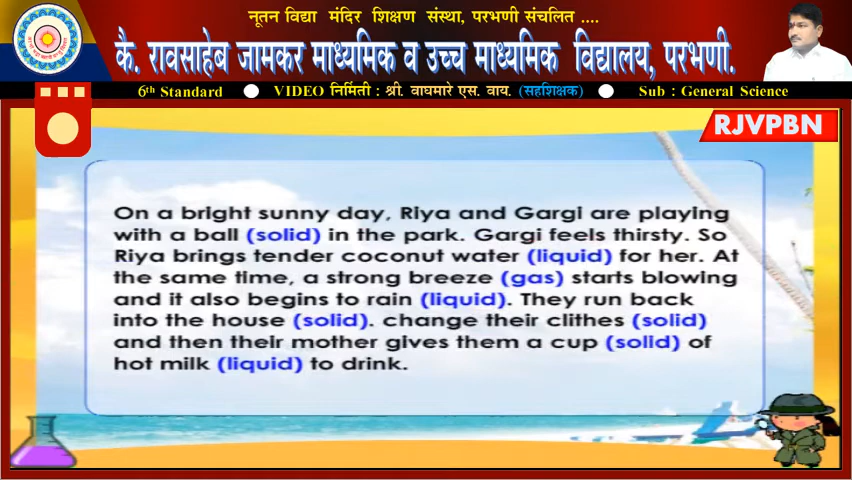 नूतन विद्या मंदिर शिक्षण संस्था, परभणी संचलित ....
कै. रावसाहेब जामकर माध्यमिक व उच्च माध्यमिक विद्यालय, परभणी.
6th Standard VIDEO निर्मिती : श्री. वाघमारे एस. वाय. (सहशिक्षक) Sub : General Science
RJVPBN
On a bright sunny day, Riya and Gargi are playing
with a ball (solid) in the park. Gargi feels thirsty. So
Riya brings tender coconut water (liquid) for her. At
the same time, a strong breeze (gas) starts blowing
and it also begins to rain (liquid). They run back
into the house (solid). change their clithes (solid)
and then their mother gives them a cup (solid) of
hot milk (liquid) to drink.